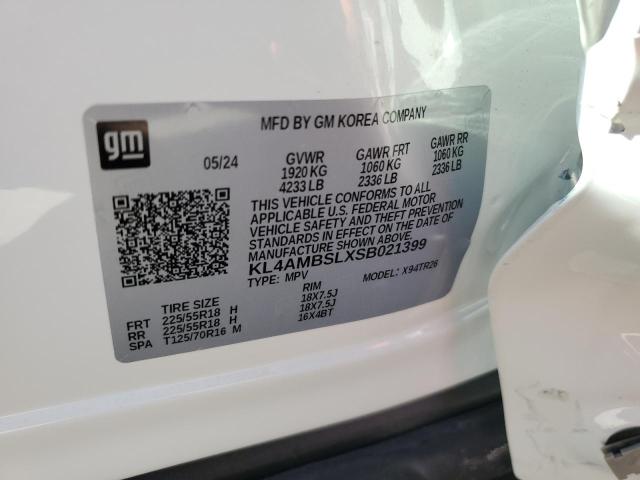 gm
MFD BY GM KOREA COMPANY
05/24 GVWR GAWR FRT GAWR RR
1920 KG 1060 KG 1060 KG
4233 LB 2336 LB 2336 LB
THIS VEHICLE CONFORMS TO ALL
APPLICABLE U.S. FEDERAL MOTOR
VEHICLE SAFETY AND THEFT PREVENTION
STANDARDS IN EFFECT ON THE DATE OF
MANUFACTURE SHOWN ABOVE.
KL4AMBSLXSB021399
TYPE: MPV MODEL: X94TR26
TIRE SIZE RIM
FRT 225/55R18 H 18X7.5J
RR 225/55R18 H 18X7.5J
SPA T125/70R16 M 16X4BT